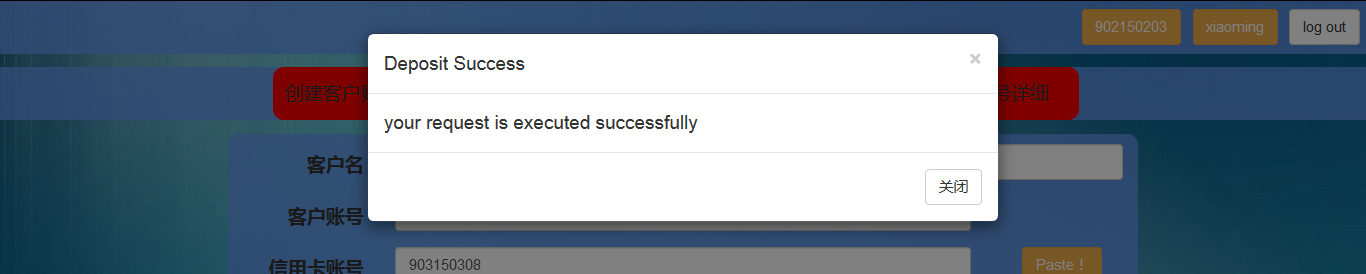 902150203 xiaoming log out
Deposit Success ×
创建客户 详细
your request is executed successfully
客户名
关闭
客户账号
信用卡账号 903150308 Paste！